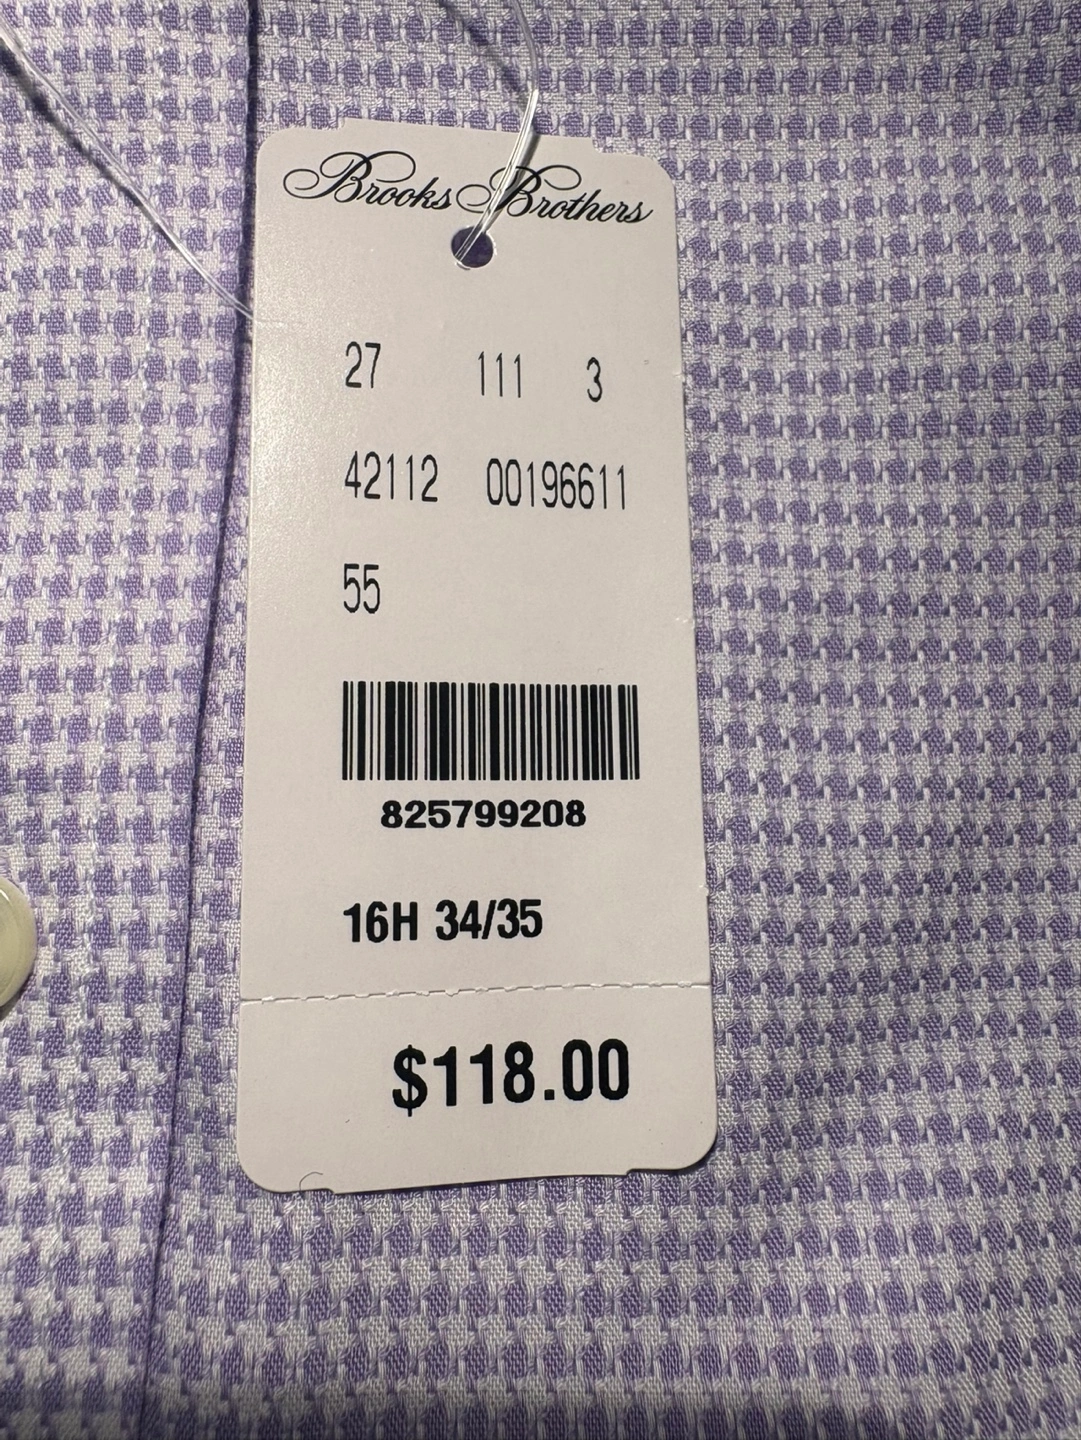 Brooks Brothers
27 111 3
42112 00196611
55
825799208
16H 34/35
$118.00